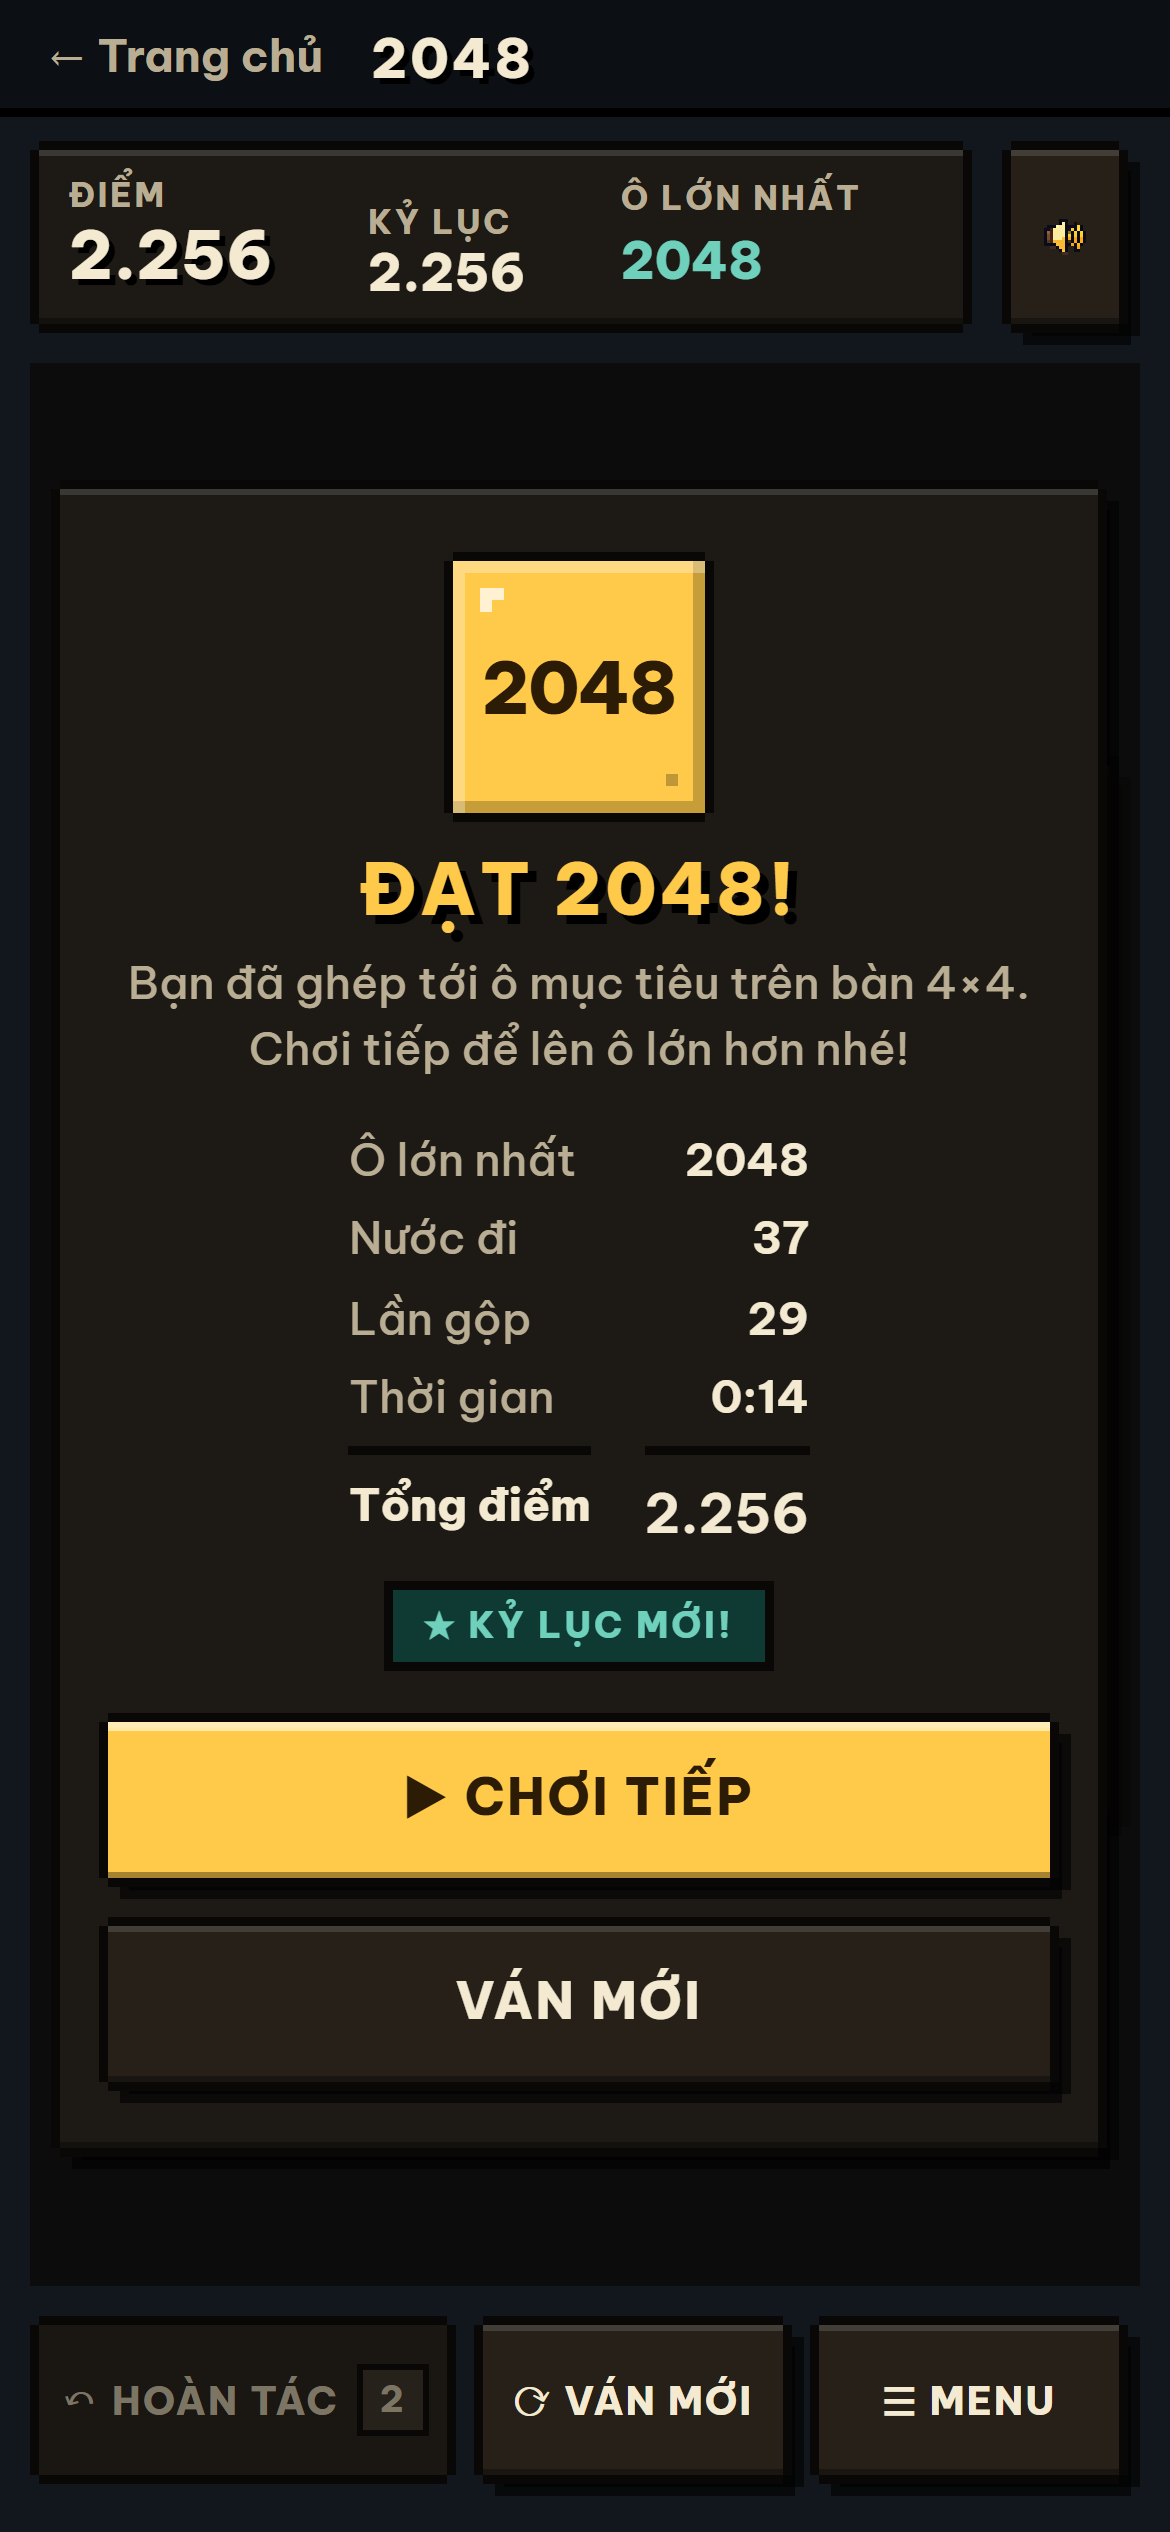 ← Trang chủ 2048
ĐIỂM
2.256
KỶ LỤC
2.256
Ô LỚN NHẤT
2048
2048
ĐẠT 2048!
Bạn đã ghép tới ô mục tiêu trên bàn 4×4.
Chơi tiếp để lên ô lớn hơn nhé!
Ô lớn nhất 2048
Nước đi 37
Lần gộp 29
Thời gian 0:14
Tổng điểm 2.256
★ KỶ LỤC MỚI!
▶ CHƠI TIẾP
VÁN MỚI
↶ HOÀN TÁC 2
⟳ VÁN MỚI
☰ MENU